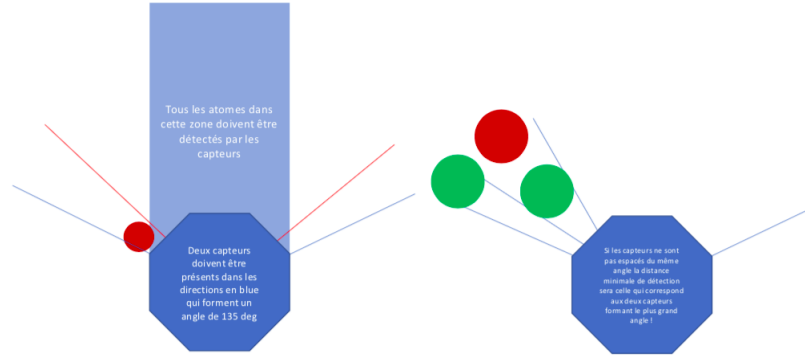 Tous les atomes dans
cette zone doivent être
détectés par les
capteurs
Deux capteurs
doivent être
présents dans les
directions en blue
qui forment un
angle de 135 deg
Si les capteurs ne sont
pas espacés du même
angle la distance
minimale de détection
sera celle qui correspond
aux deux capteurs
formant le plus grand
angle !